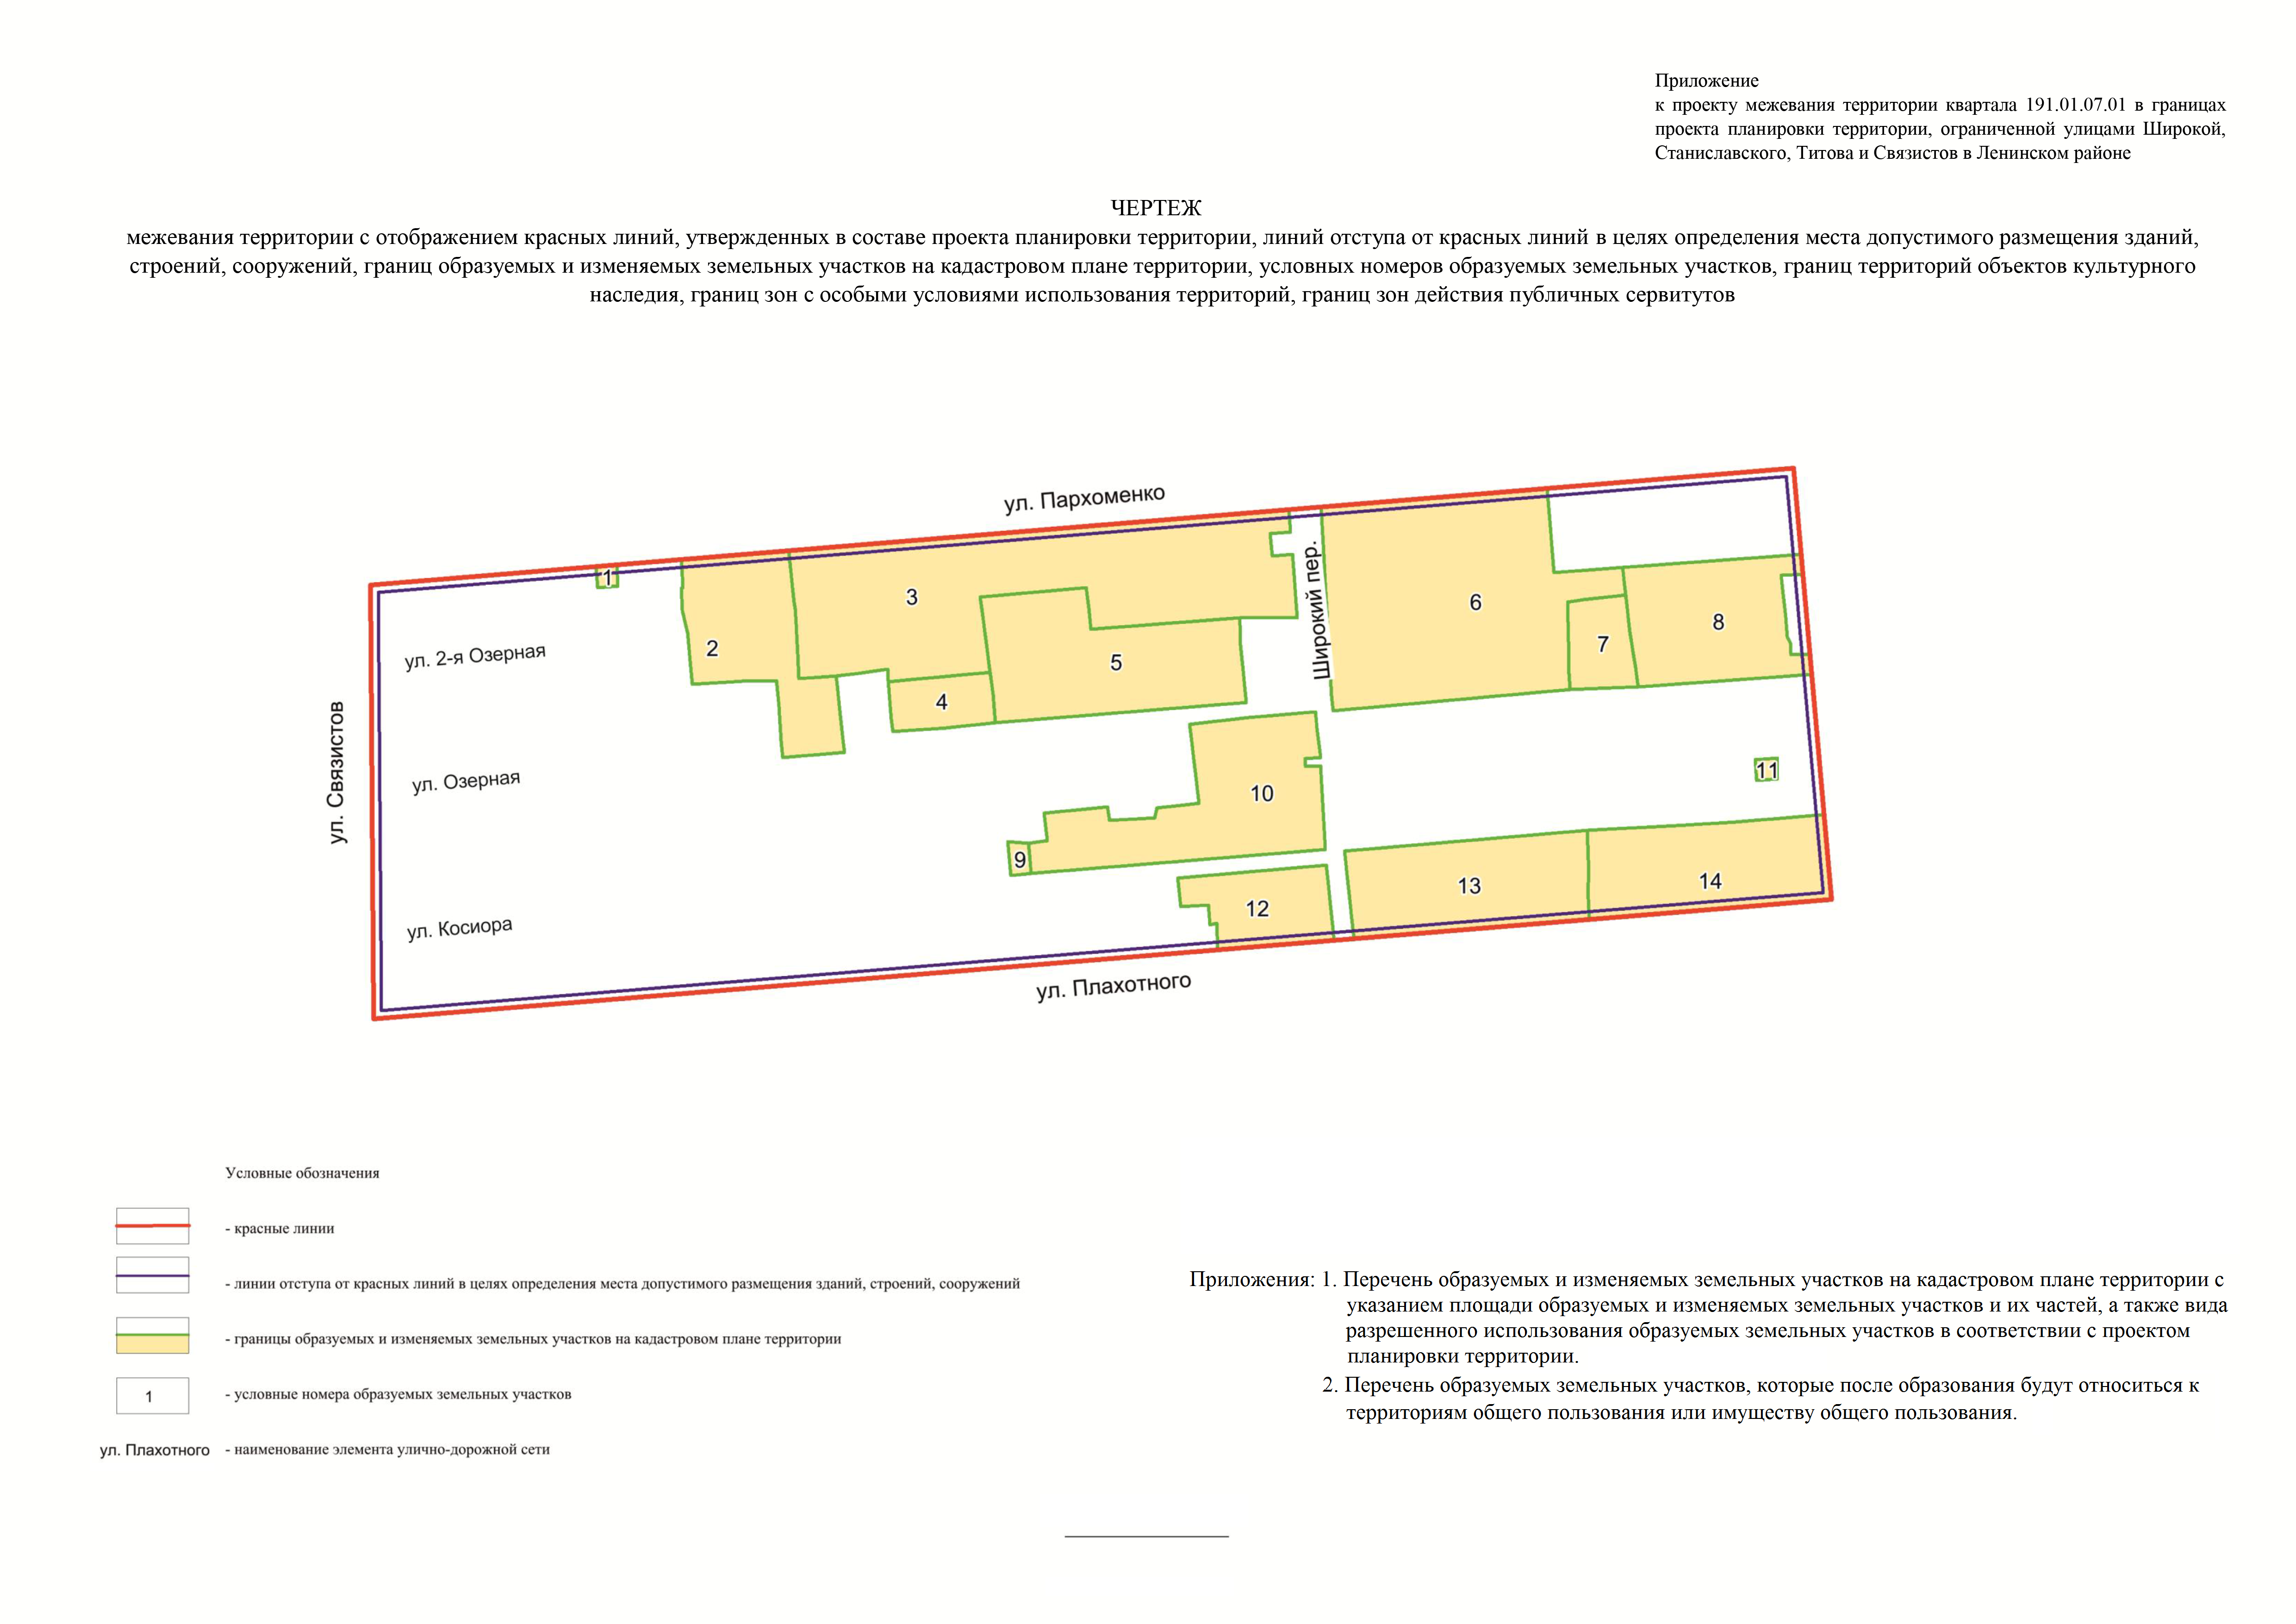 Приложение
к проекту межевания территории квартала 191.01.07.01 в границах
проекта планировки территории, ограниченной улицами Широкой,
Станиславского, Титова и Связистов в Ленинском районе
ЧЕРТЕЖ
межевания территории с отображением красных линий, утвержденных в составе проекта планировки территории, линий отступа от красных линий в целях определения места допустимого размещения зданий,
строений, сооружений, границ образуемых и изменяемых земельных участков на кадастровом плане территории, условных номеров образуемых земельных участков, границ территорий объектов культурного
наследия, границ зон с особыми условиями использования территорий, границ зон действия публичных сервитутов
ул. Пархоменко
1
2
3
4
5
Широкий пер.
6
7
8
ул. 2-я Озерная
ул. Связистов
ул. Озерная
ул. Косиора
9
10
11
12
13
14
ул. Плахотного
Условные обозначения
- красные линии
- линии отступа от красных линий в целях определения места допустимого размещения зданий, строений, сооружений
- границы образуемых и изменяемых земельных участков на кадастровом плане территории
1 - условные номера образуемых земельных участков
ул. Плахотного - наименование элемента улично-дорожной сети
Приложения: 1. Перечень образуемых и изменяемых земельных участков на кадастровом плане территории с
указанием площади образуемых и изменяемых земельных участков и их частей, а также вида
разрешенного использования образуемых земельных участков в соответствии с проектом
планировки территории.
2. Перечень образуемых земельных участков, которые после образования будут относиться к
территориям общего пользования или имуществу общего пользования.